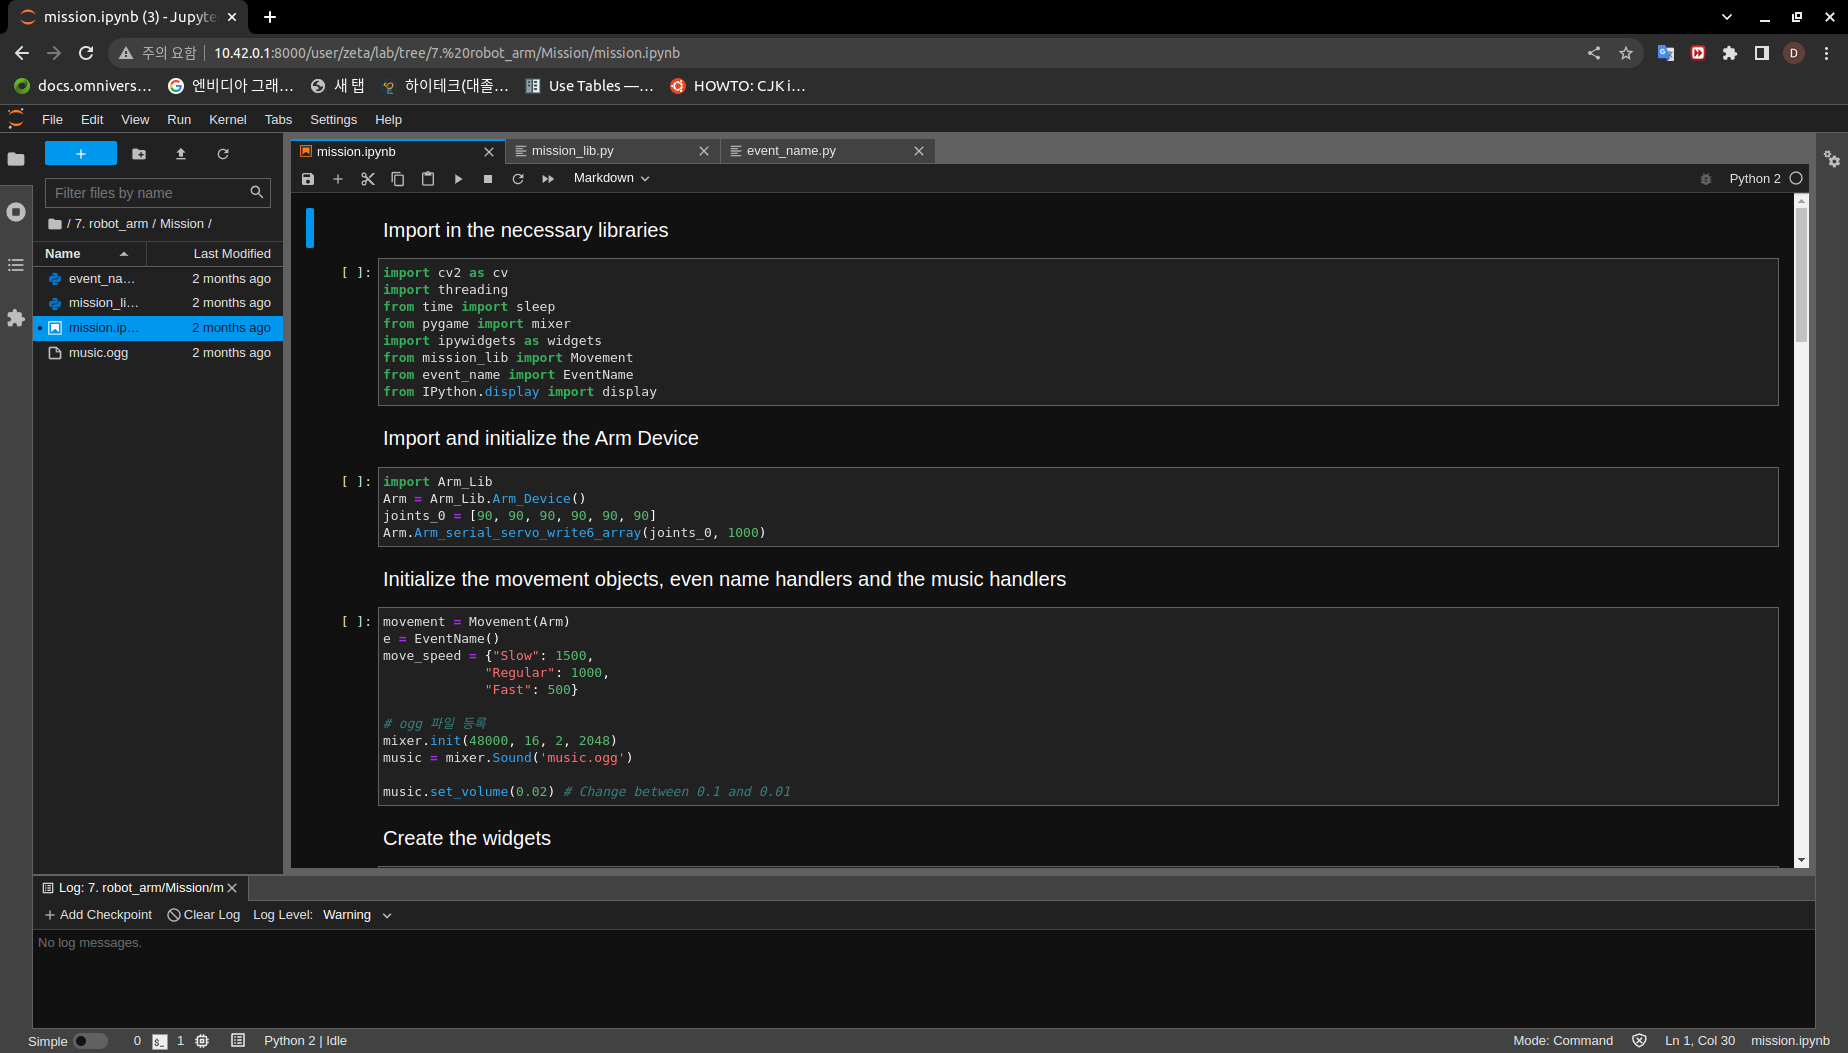 mission.ipynb (3) - Jupyte
주의 요함 10.42.0.1:8000/user/zeta/lab/tree/7.%20robot_arm/Mission/mission.ipynb
D
docs.omnivers… 엔비디아 그래… 새 탭 하이테크(대졸… Use Tables —… HOWTO: CJK i…
File Edit View Run Kernel Tabs Settings Help
mission.ipynb mission_lib.py event_name.py
Markdown
Python 2
Filter files by name
/ 7. robot_arm / Mission /
Name Last Modified
event_na… 2 months ago
mission_li… 2 months ago
mission.ip… 2 months ago
music.ogg 2 months ago
Import in the necessary libraries
[ ]: import cv2 as cv
import threading
from time import sleep
from pygame import mixer
import ipywidgets as widgets
from mission_lib import Movement
from event_name import EventName
from IPython.display import display
Import and initialize the Arm Device
[ ]: import Arm_Lib
Arm = Arm_Lib.Arm_Device()
joints_0 = [90, 90, 90, 90, 90, 90]
Arm.Arm_serial_servo_write6_array(joints_0, 1000)
Initialize the movement objects, even name handlers and the music handlers
[ ]: movement = Movement(Arm)
e = EventName()
move_speed = {"Slow": 1500,
"Regular": 1000,
"Fast": 500}
# ogg 파일 등록
mixer.init(48000, 16, 2, 2048)
music = mixer.Sound('music.ogg')
music.set_volume(0.02) # Change between 0.1 and 0.01
Create the widgets
Log: 7. robot_arm/Mission/m
Add Checkpoint Clear Log Log Level: Warning
No log messages.
Simple 0 $_ 1 Python 2 | Idle Mode: Command Ln 1, Col 30 mission.ipynb